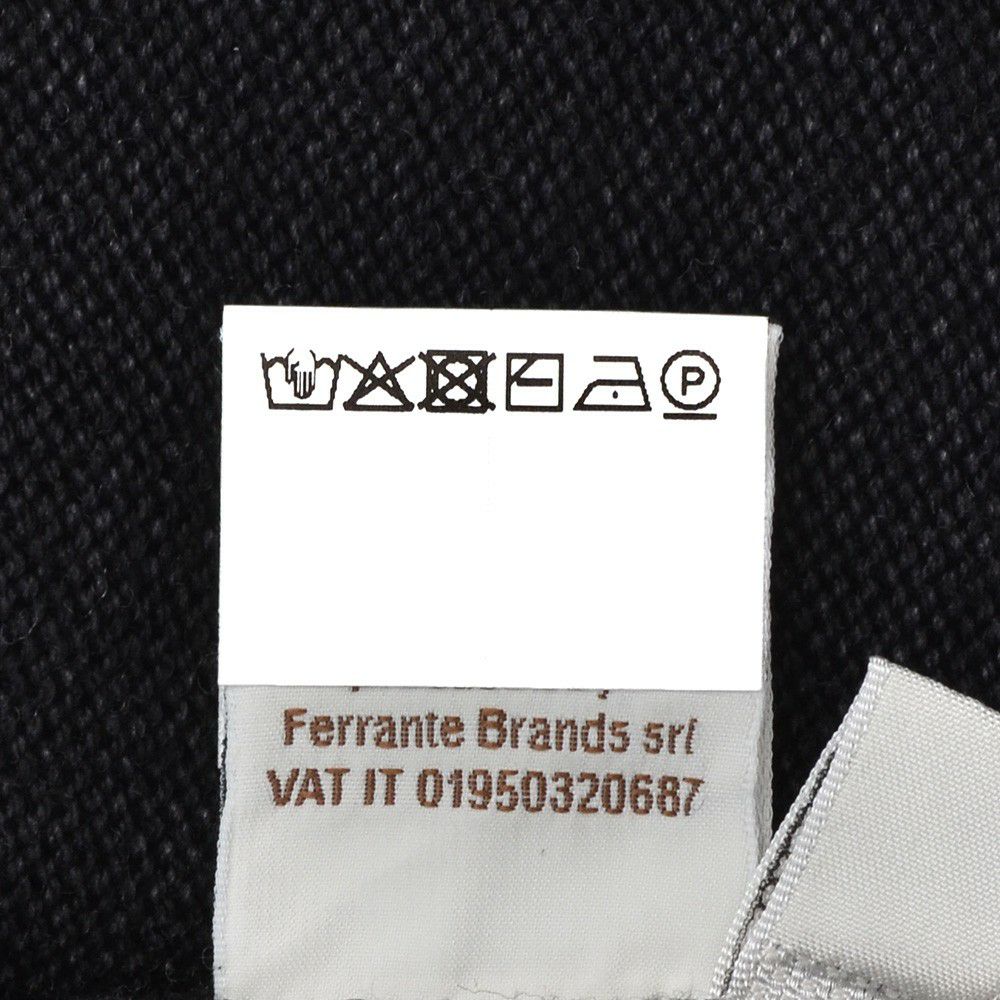 P
Ferrante Brands srl
VAT IT 01950320687